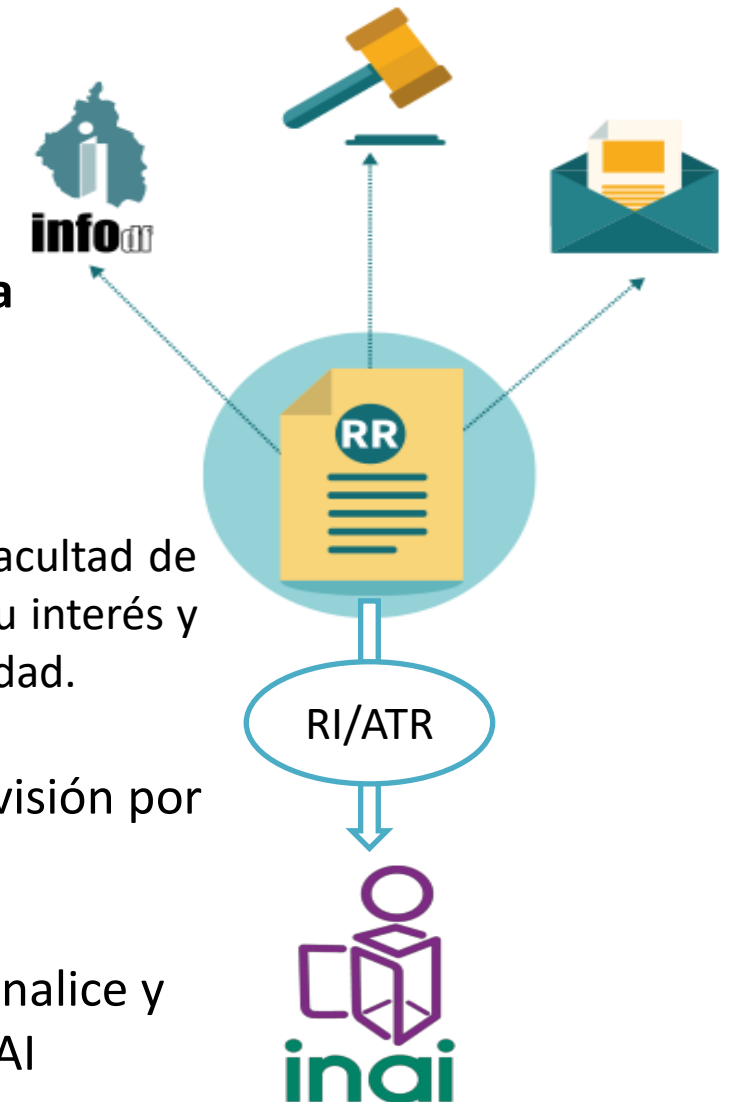 infodf
a
RR
acultad de
u interés y
dad.
RI/ATR
visión por
nalice y
AI
inai